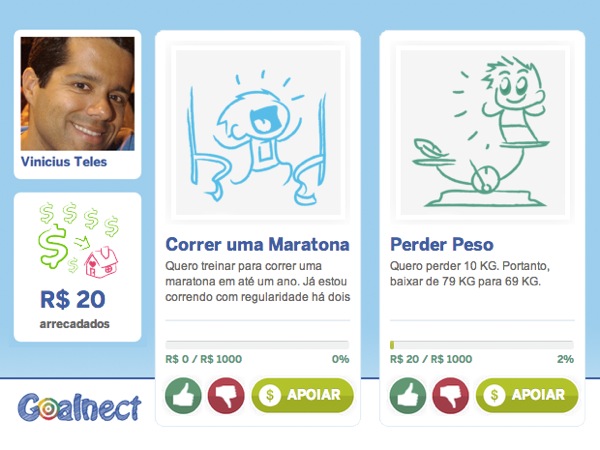 Vinicius Teles
R$ 20
arrecadados
Goalnect
Correr uma Maratona
Quero treinar para correr uma
maratona em até um ano. Já estou
correndo com regularidade há dois
R$ 0 / R$ 1000 0%
$ APOIAR
Perder Peso
Quero perder 10 KG. Portanto,
baixar de 79 KG para 69 KG.
R$ 20 / R$ 1000 2%
$ APOIAR